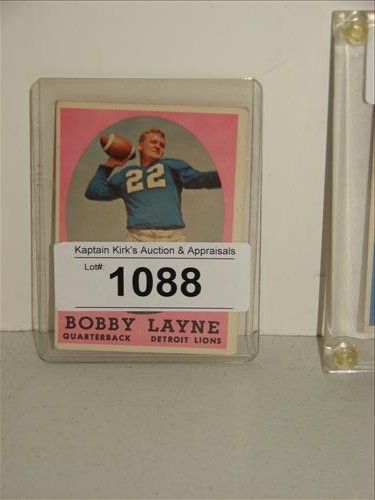 22
Kaptain Kirk's Auction & Appraisals
Lot#: 1088
BOBBY LAYNE
QUARTERBACK DETROIT LIONS